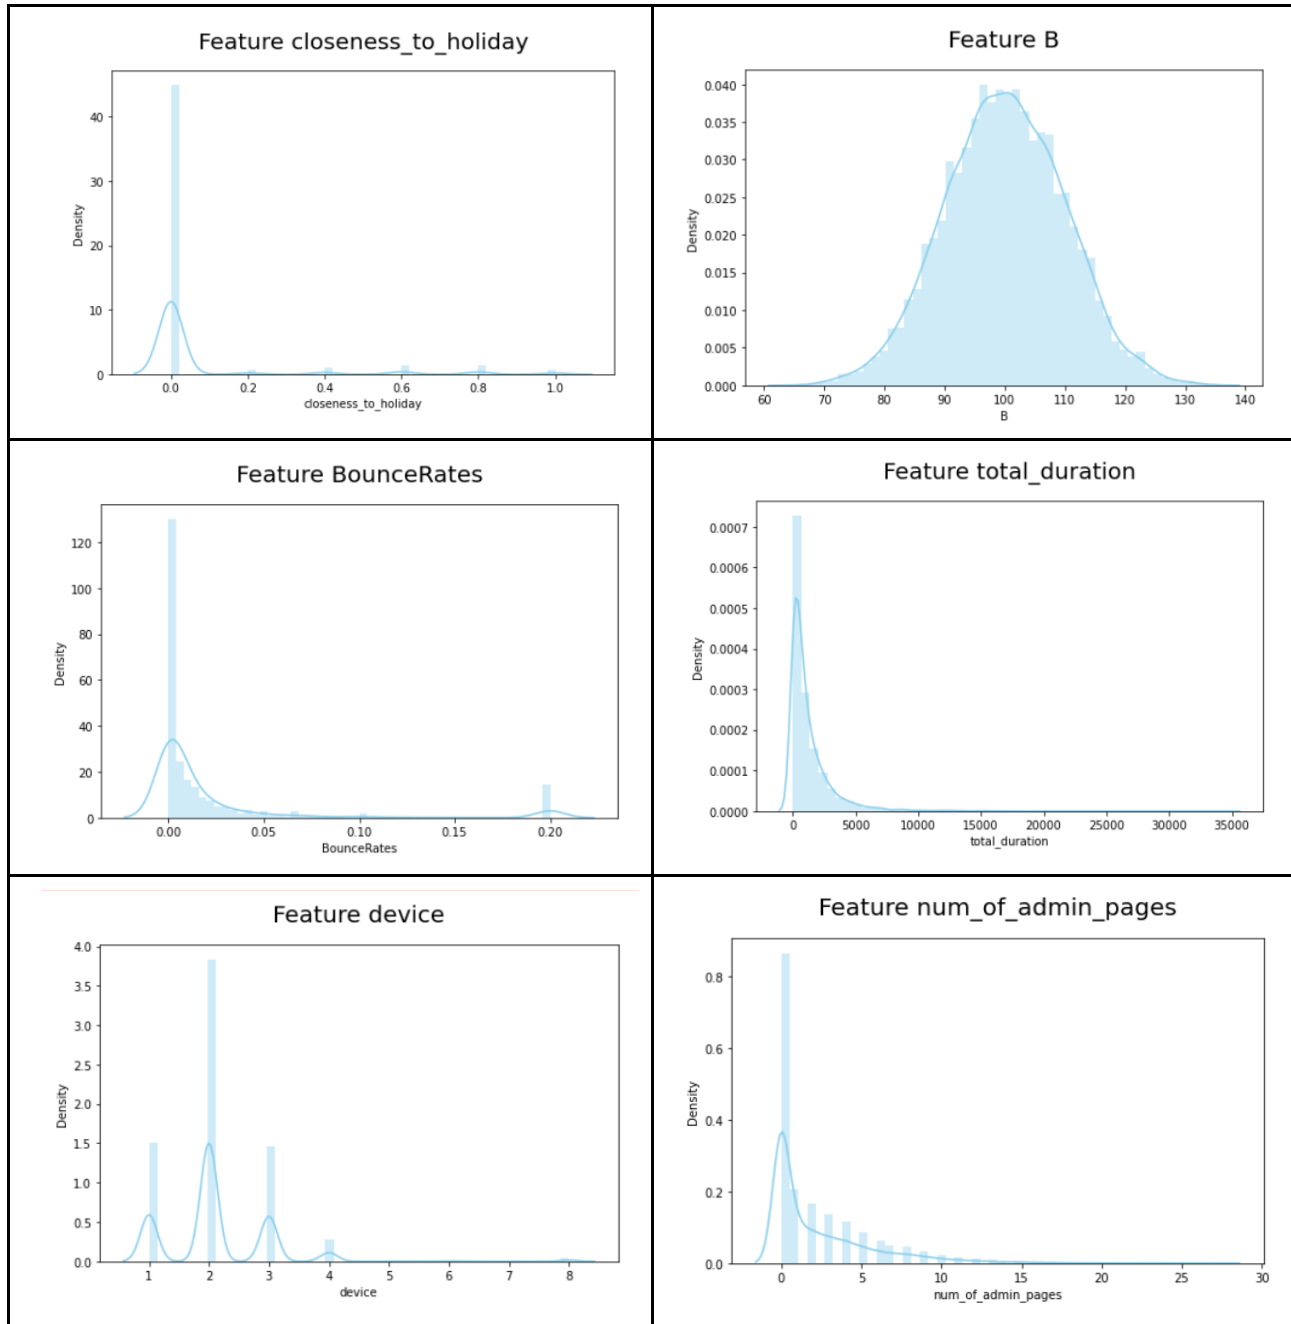 Feature closeness_to_holiday
Density
40
30
20
10
0
0.0 0.2 0.4 0.6 0.8 1.0
closeness_to_holiday
Feature B
Density
0.040
0.035
0.030
0.025
0.020
0.015
0.010
0.005
0.000
60 70 80 90 100 110 120 130 140
B
Feature BounceRates
Density
120
100
80
60
40
20
0
0.00 0.05 0.10 0.15 0.20
BounceRates
Feature total_duration
Density
0.0007
0.0006
0.0005
0.0004
0.0003
0.0002
0.0001
0.0000
0 5000 10000 15000 20000 25000 30000 35000
total_duration
Feature device
Density
4.0
3.5
3.0
2.5
2.0
1.5
1.0
0.5
0.0
1 2 3 4 5 6 7 8
device
Feature num_of_admin_pages
Density
0.8
0.6
0.4
0.2
0.0
0 5 10 15 20 25 30
num_of_admin_pages